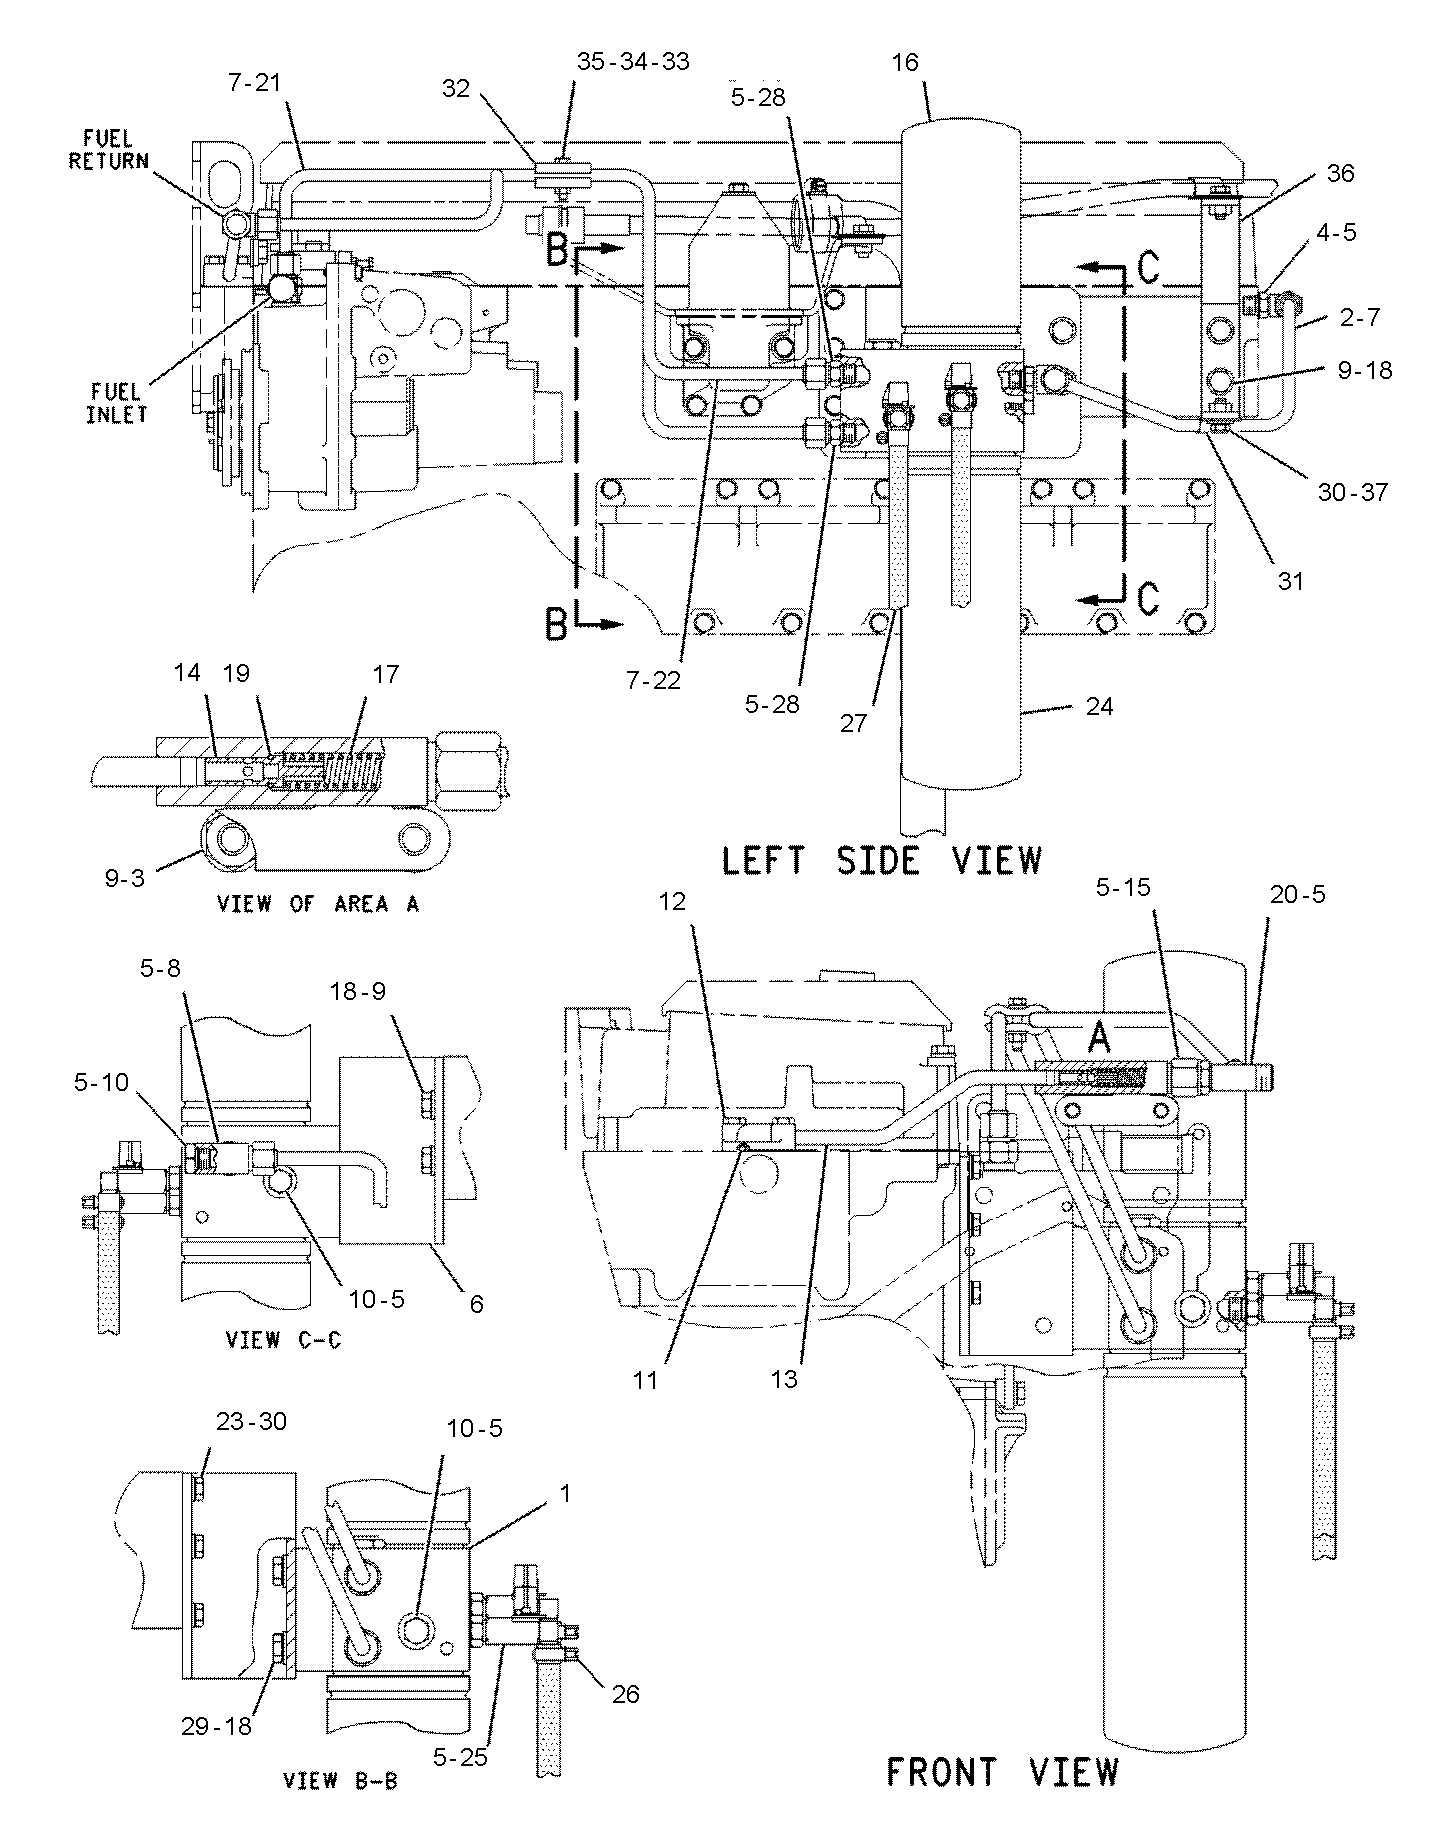 35-34-33
16
7-21
32
5-28
FUEL
RETURN
36
4-5
B
C
2-7
9-18
FUEL
INLET
30-37
31
B
C
14
19
17
7-22
5-28
27
24
LEFT SIDE VIEW
9-3
VIEW OF AREA A
5-15
20-5
12
5-8
18-9
A
5-10
10-5
6
VIEW C-C
11
13
23-30
10-5
1
29-18
26
5-25
VIEW B-B
FRONT VIEW